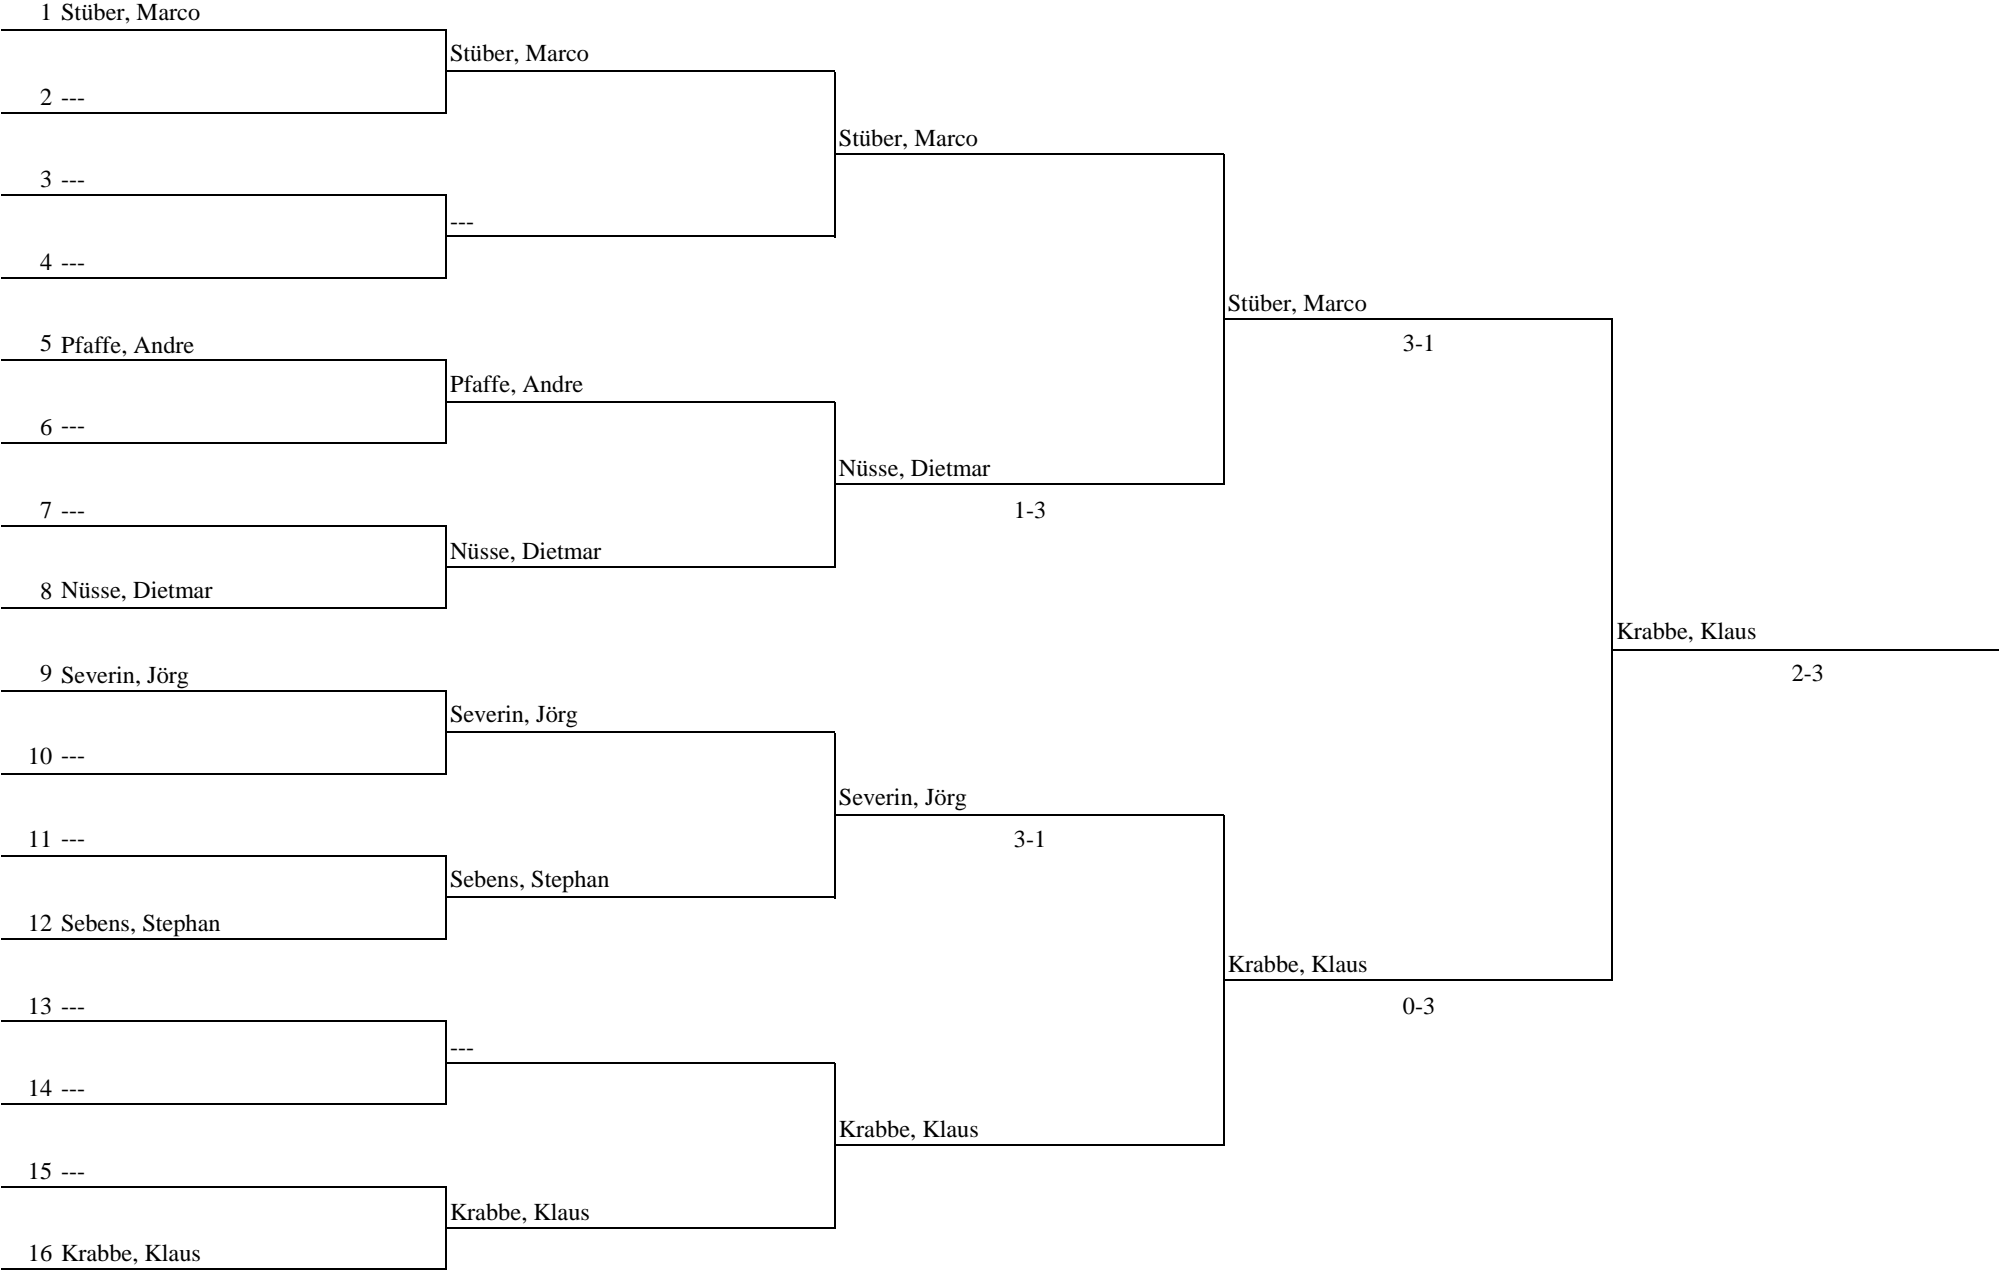 1 Stüber, Marco
2 ---
3 ---
4 ---
5 Pfaffe, Andre
6 ---
7 ---
8 Nüsse, Dietmar
9 Severin, Jörg
10 ---
11 ---
12 Sebens, Stephan
13 ---
14 ---
15 ---
16 Krabbe, Klaus
Stüber, Marco
---
Pfaffe, Andre
Nüsse, Dietmar
Severin, Jörg
Sebens, Stephan
---
Krabbe, Klaus
Stüber, Marco
Nüsse, Dietmar
1-3
Severin, Jörg
3-1
Krabbe, Klaus
Stüber, Marco
3-1
Krabbe, Klaus
0-3
Krabbe, Klaus
2-3